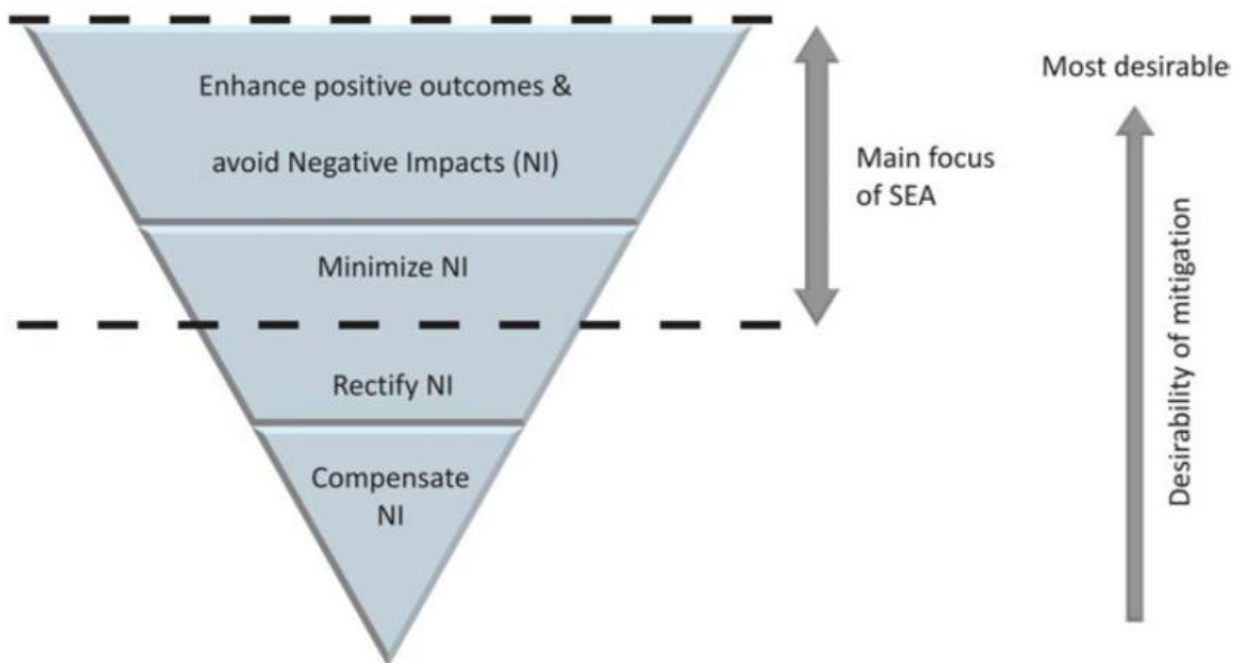 Enhance positive outcomes &
avoid Negative Impacts (NI)
Minimize NI
Rectify NI
Compensate
NI
Main focus
of SEA
Most desirable
Desirability of mitigation